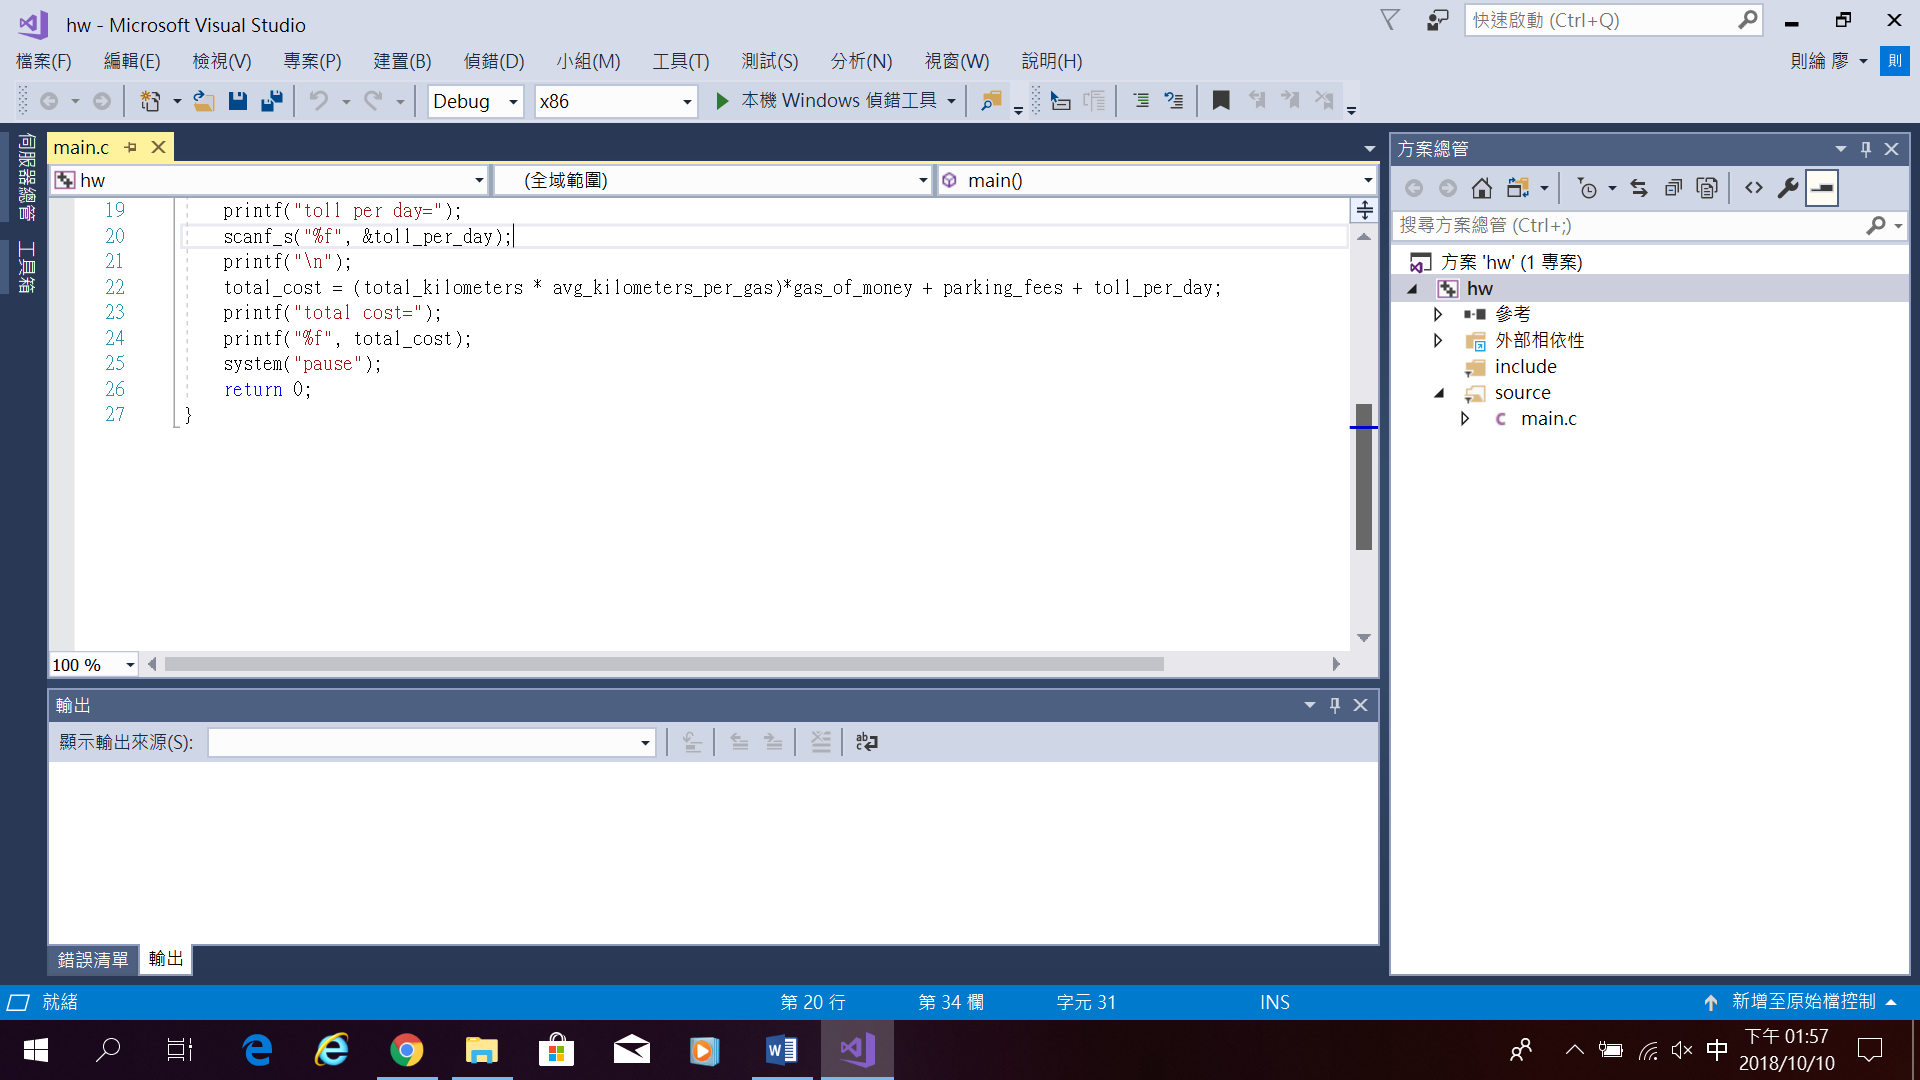 hw - Microsoft Visual Studio
快速啟動 (Ctrl+Q)
檔案(F) 編輯(E) 檢視(V) 專案(P) 建置(B) 偵錯(D) 小組(M) 工具(T) 測試(S) 分析(N) 視窗(W) 說明(H)
則綸 廖 則
Debug x86 本機 Windows 偵錯工具
伺服器總管
工具箱
main.c
hw (全域範圍) main()
19 printf("toll per day=");
20 scanf_s("%f", &toll_per_day);
21 printf("\n");
22 total_cost = (total_kilometers * avg_kilometers_per_gas)*gas_of_money + parking_fees + toll_per_day;
23 printf("total cost=");
24 printf("%f", total_cost);
25 system("pause");
26 return 0;
27 }
100 %
輸出
顯示輸出來源(S):
錯誤清單 輸出
方案總管
搜尋方案總管 (Ctrl+;)
方案 'hw' (1 專案)
hw
參考
外部相依性
include
source
main.c
就緒 第 20 行 第 34 欄 字元 31 INS 新增至原始檔控制
中
下午 01:57
2018/10/10